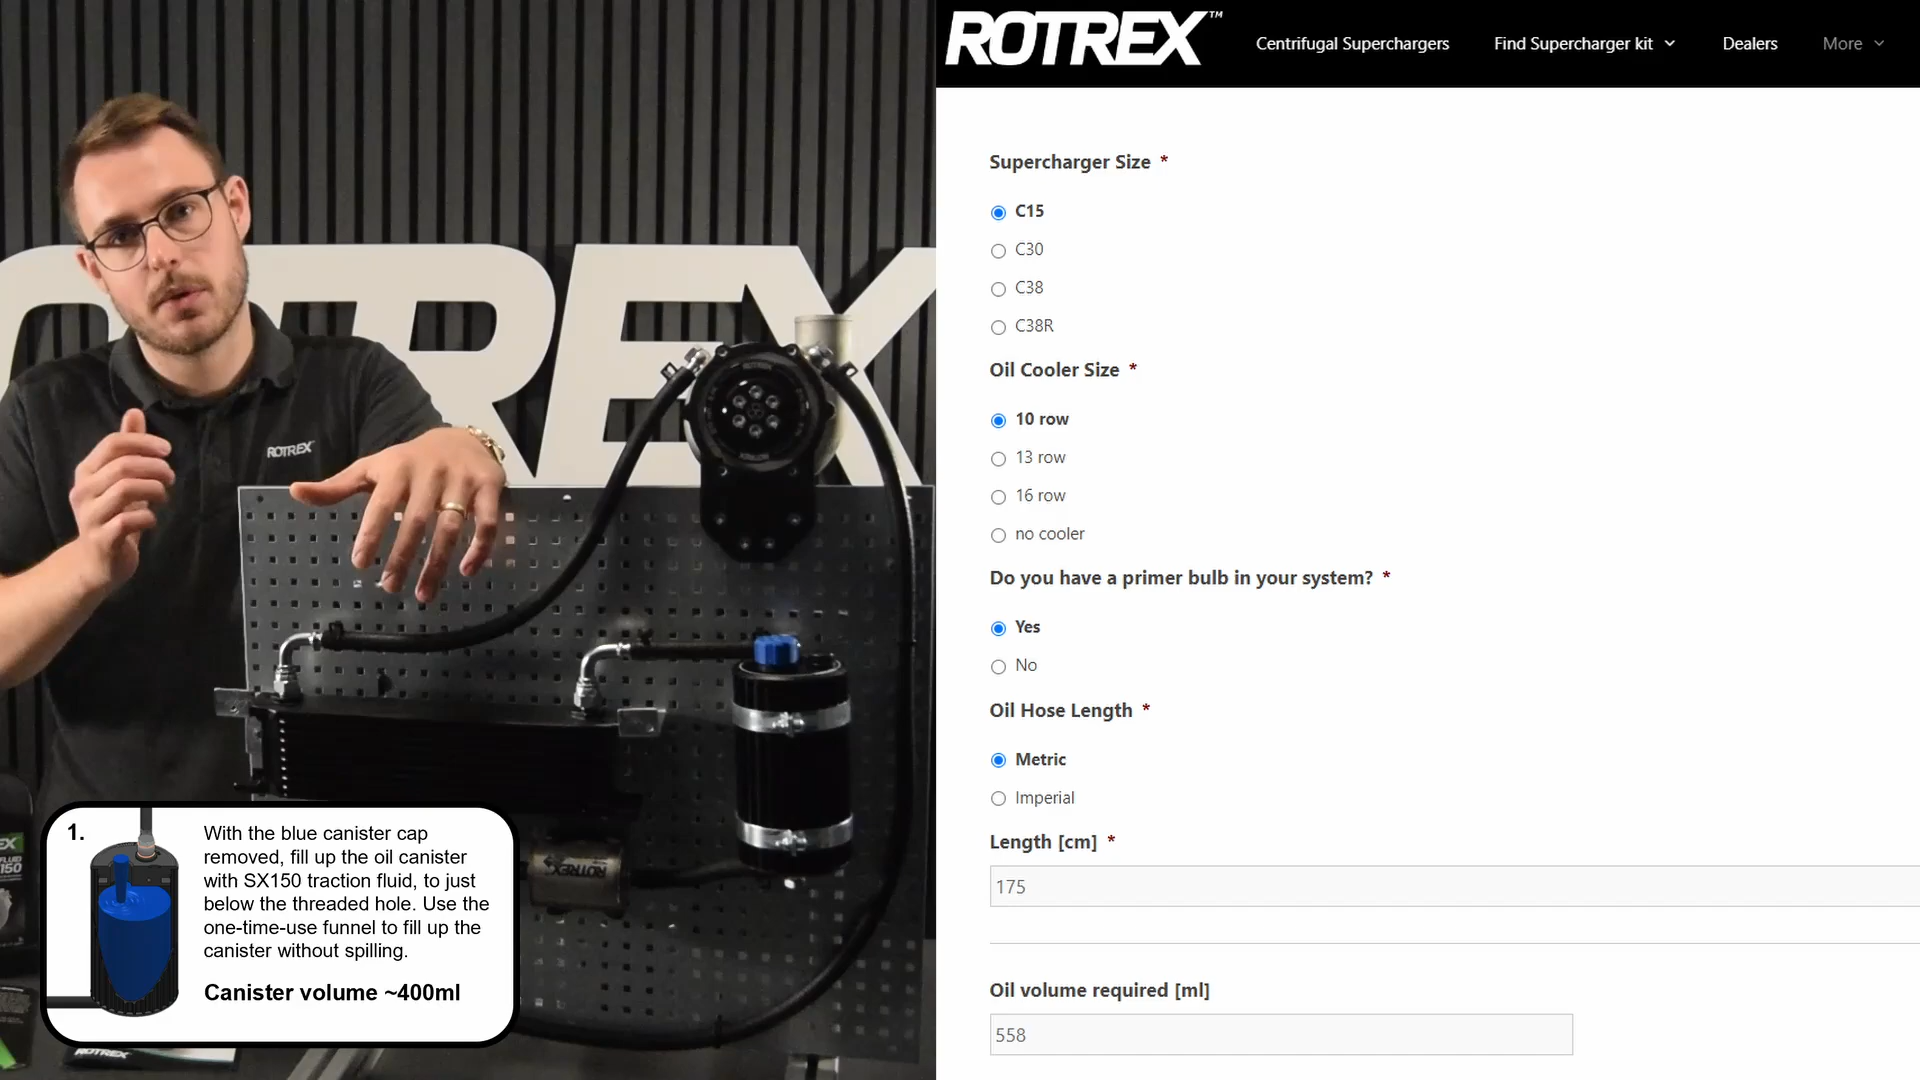 ROTREX™
Centrifugal Superchargers
Find Supercharger kit
Dealers
More
Supercharger Size *
C15
C30
C38
C38R
Oil Cooler Size *
10 row
13 row
16 row
no cooler
Do you have a primer bulb in your system? *
Yes
No
Oil Hose Length *
Metric
Imperial
Length [cm] *
175
Oil volume required [ml]
558
ROTREX
ROTREX
1.
With the blue canister cap
removed, fill up the oil canister
with SX150 traction fluid, to just
below the threaded hole. Use the
one-time-use funnel to fill up the
canister without spilling.
Canister volume ~400ml
EX
FLUID
150
ROTREX